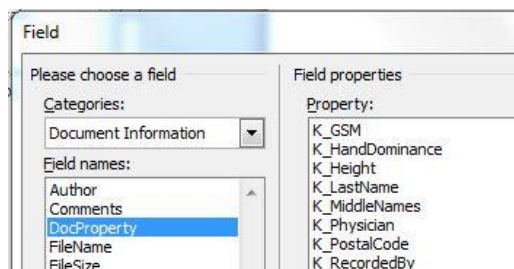 Field
Please choose a field
Categories:
Document Information
Field names:
Author
Comments
DocProperty
FileName
FileSize
Field properties
Property:
K_GSM
K_HandDominance
K_Height
K_LastName
K_MiddleNames
K_Physician
K_PostalCode
K_RecordedBy